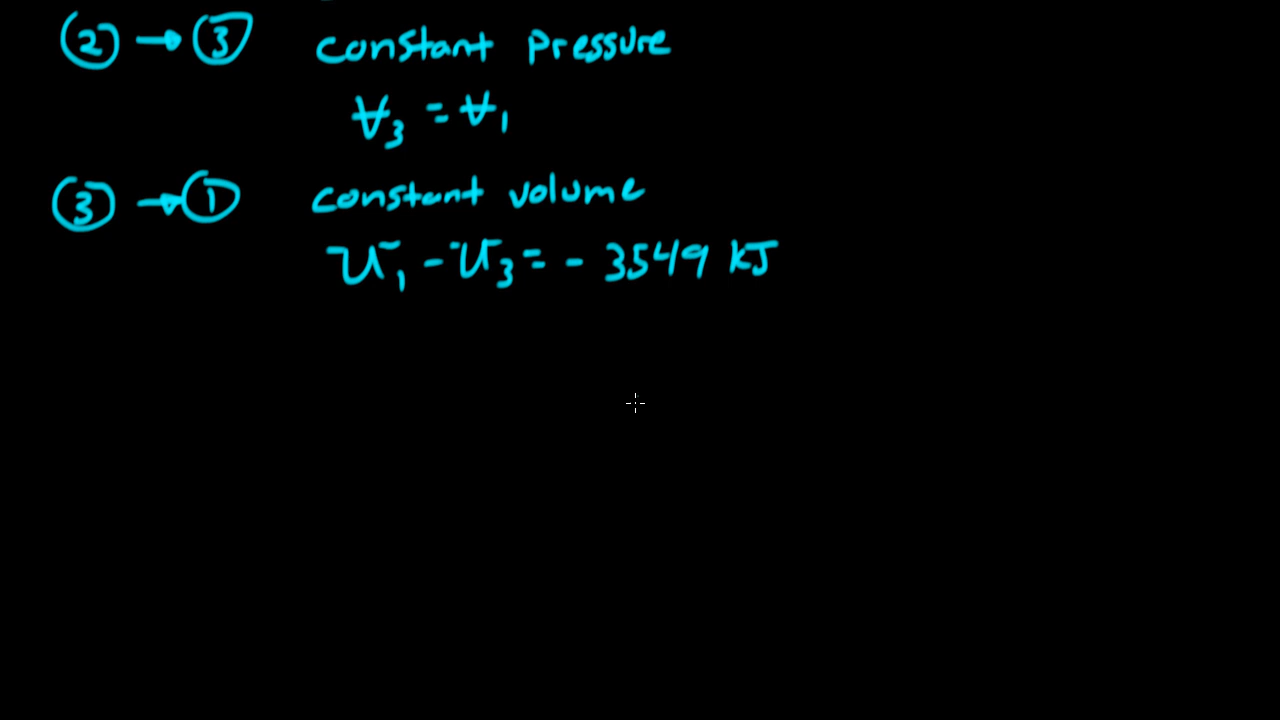 ② → ③ constant pressure
V₃ = V₁
③ → ① constant volume
U₁ - U₃ = - 3549 kJ